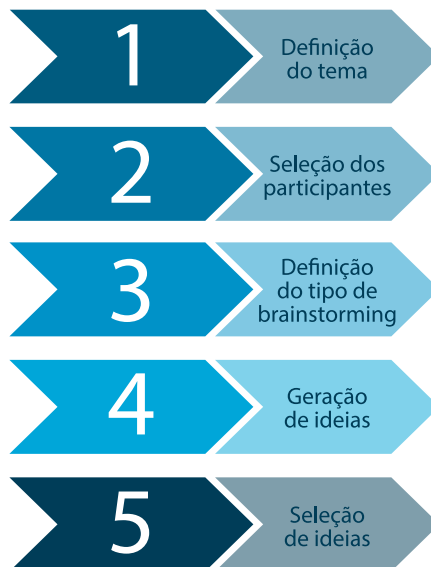 1
Definição
do tema
2
Seleção dos
participantes
3
Definição
do tipo de
brainstorming
4
Geração
de ideias
5
Seleção
de ideias